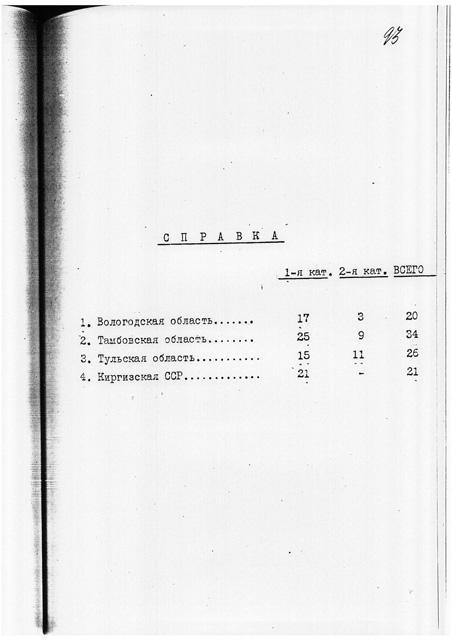 93
С П Р А В К А
1-я кат. 2-я кат. ВСЕГО
1. Вологодская область....... 17 3 20
2. Тамбовская область........ 25 9 34
3. Тульская область........... 15 11 26
4. Киргизская ССР............. 21 - 21